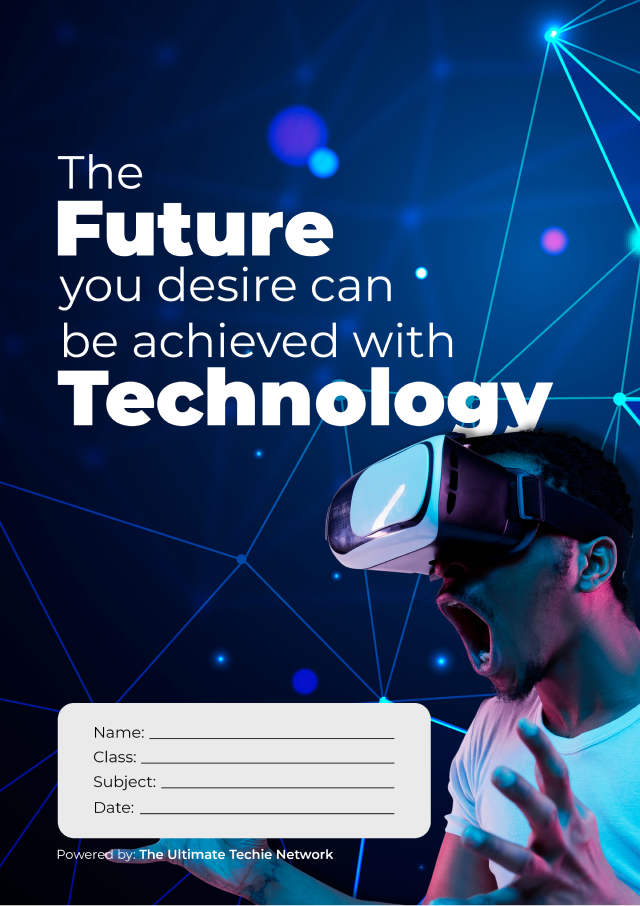 The
Future
you desire can
be achieved with
Technology
Name:
Class:
Subject:
Date:
Powered by: The Ultimate Techie Network